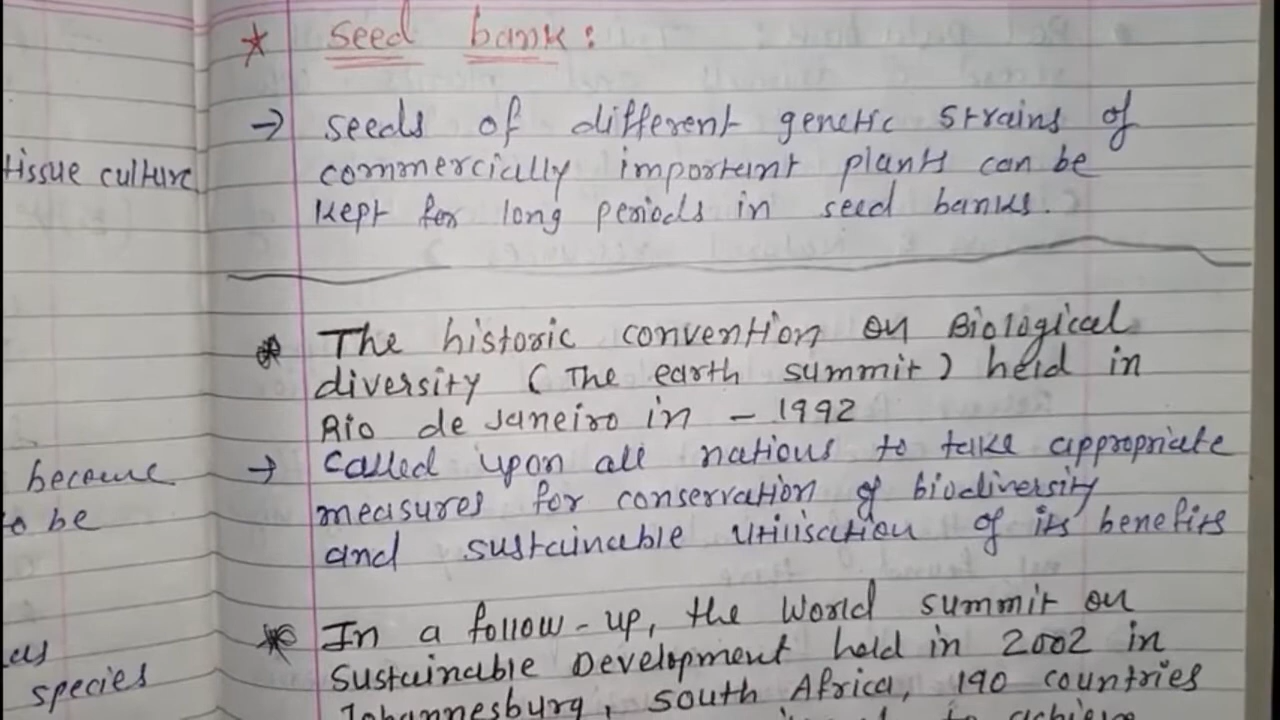 * Seed bank:
→ seeds of different genetic strains of
commercially important plants can be
kept for long periods in seed banks.
* The historic convention on Biological
diversity (The earth summit) held in
Rio de Janeiro in - 1992
→ called upon all nations to take appropriate
measures for conservation of biodiversity
and sustainable utilisation of its benefits
* In a follow-up, the World summit on
Sustainable Development held in 2002 in
Johannesburg, South Africa, 190 countries
to achieve
tissue culture
become
to be
species